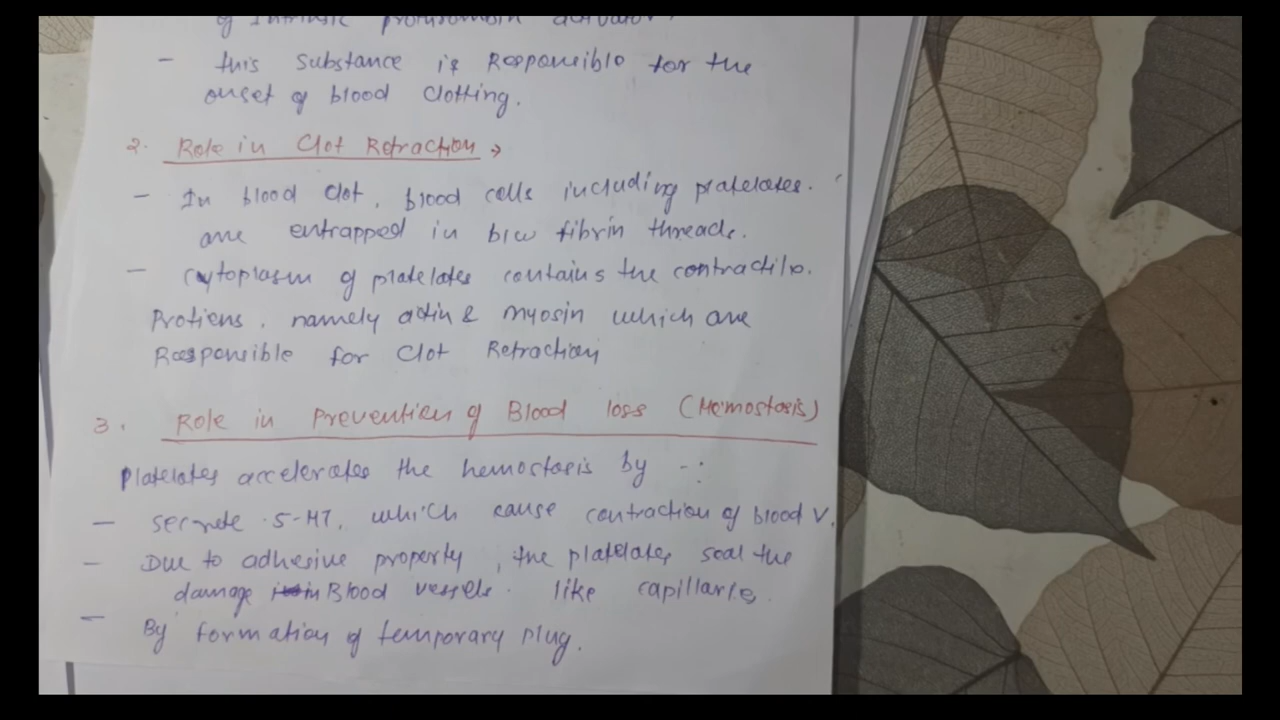 of Intrinsic prothrombin activator.
- this substance is Responsible for the
onset of blood clotting.
2. Role in Clot Retraction →
- In blood clot, blood cells including platelates.
are entrapped in b/w fibrin threads.
- Cytoplasm of platelates contains the contractile.
Protiens, namely actin & myosin which are
Responsible for Clot Retraction
3. Role in Prevention of Blood loss (Hemostasis)
Platelates accelerates the hemostasis by -:
- secrete 5-HT, which cause contraction of blood V.
- Due to adhesive property, the platelates seal the
damage in Blood vessels. like capillaries.
- By formation of temporary plug.